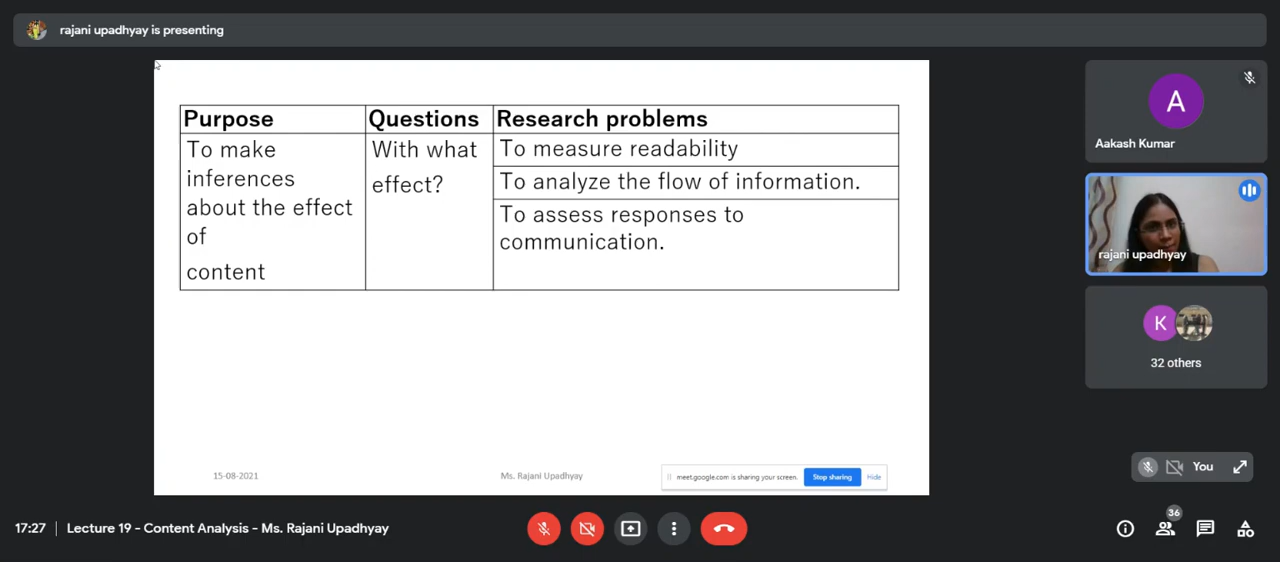 rajani upadhyay is presenting
Purpose
Questions
Research problems
To make
inferences
about the effect
of
content
With what
effect?
To measure readability
To analyze the flow of information.
To assess responses to
communication.
15-08-2021
Ms. Rajani Upadhyay
meet.google.com is sharing your screen.
Stop sharing
Hide
A
Aakash Kumar
rajani upadhyay
K
32 others
You
17:27
Lecture 19 - Content Analysis - Ms. Rajani Upadhyay
36